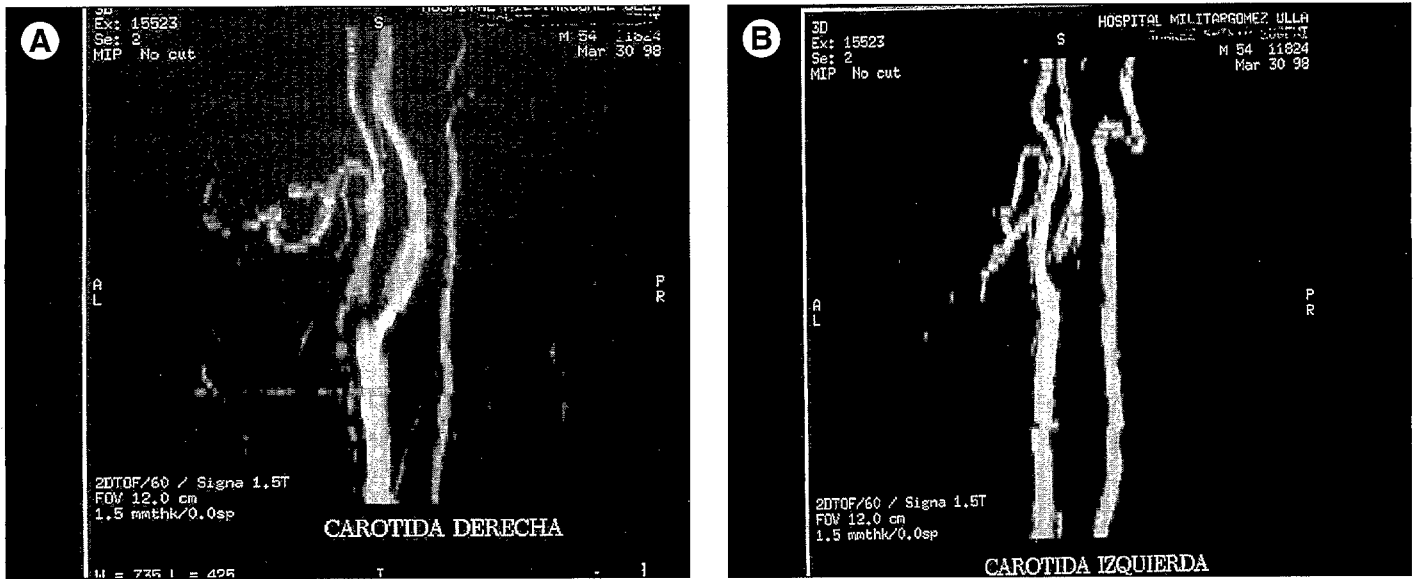 A
3D
Ex: 15523
Se: 2
MIP No cut
S
HOSPITAL MILITARGOMEZ ULLA
M 54 11824
Mar 30 98
A
L
P
R
2DTOF/60 / Signa 1.5T
FOV 12.0 cm
1.5 mmthk/0.0sp
CAROTIDA DERECHA
W = 735 L = 425
I
B
3D
Ex: 15523
Se: 2
MIP No cut
S
HOSPITAL MILITARGOMEZ ULLA
M 54 11824
Mar 30 98
A
L
P
R
2DTOF/60 / Signa 1.5T
FOV 12.0 cm
1.5 mmthk/0.0sp
CAROTIDA IZQUIERDA